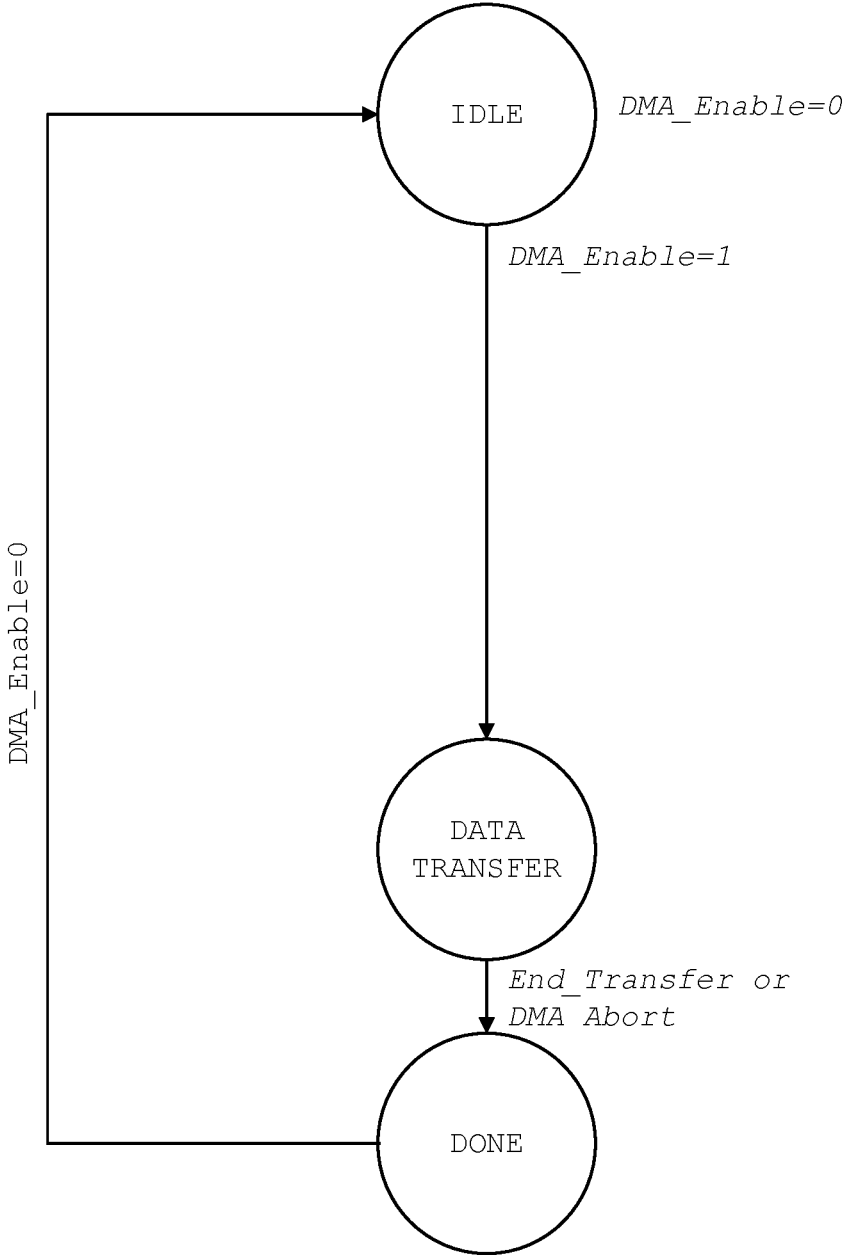 IDLE
DMA_Enable=0
DMA_Enable=1
DMA_Enable=0
DATA
TRANSFER
End_Transfer or
DMA_Abort
DONE